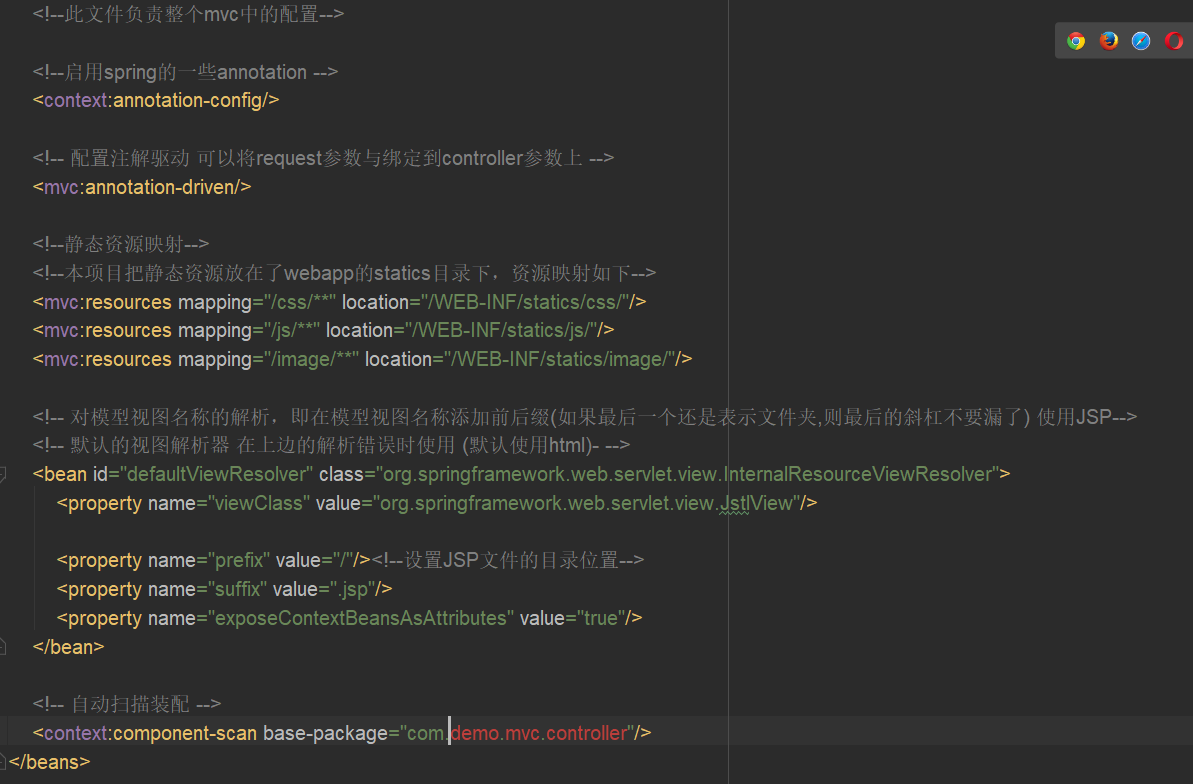 <!--此文件负责整个mvc中的配置-->
<!--启用spring的一些annotation -->
<context:annotation-config/>
<!-- 配置注解驱动 可以将request参数与绑定到controller参数上 -->
<mvc:annotation-driven/>
<!--静态资源映射-->
<!--本项目把静态资源放在了webapp的statics目录下，资源映射如下-->
<mvc:resources mapping="/css/**" location="/WEB-INF/statics/css/"/>
<mvc:resources mapping="/js/**" location="/WEB-INF/statics/js/"/>
<mvc:resources mapping="/image/**" location="/WEB-INF/statics/image/"/>
<!-- 对模型视图名称的解析，即在模型视图名称添加前后缀(如果最后一个还是表示文件夹,则最后的斜杠不要漏了) 使用JSP-->
<!-- 默认的视图解析器 在上边的解析错误时使用 (默认使用html)- -->
<bean id="defaultViewResolver" class="org.springframework.web.servlet.view.InternalResourceViewResolver">
<property name="viewClass" value="org.springframework.web.servlet.view.JstlView"/>
<property name="prefix" value="/"/><!--设置JSP文件的目录位置-->
<property name="suffix" value=".jsp"/>
<property name="exposeContextBeansAsAttributes" value="true"/>
</bean>
<!-- 自动扫描装配 -->
<context:component-scan base-package="com.demo.mvc.controller"/>
</beans>